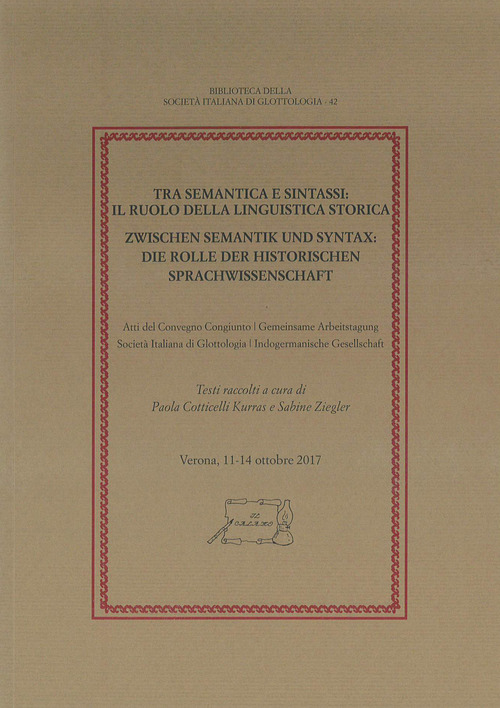 BIBLIOTECA DELLA
SOCIETÀ ITALIANA DI GLOTTOLOGIA / 42
TRA SEMANTICA E SINTASSI:
IL RUOLO DELLA LINGUISTICA STORICA
ZWISCHEN SEMANTIK UND SYNTAX:
DIE ROLLE DER HISTORISCHEN
SPRACHWISSENSCHAFT
Atti del Convegno Congiunto | Gemeinsame Arbeitstagung
Società Italiana di Glottologia | Indogermanische Gesellschaft
Testi raccolti a cura di
Paola Cotticelli Kurras e Sabine Ziegler
Verona, 11-14 ottobre 2017
IL
CALAMO